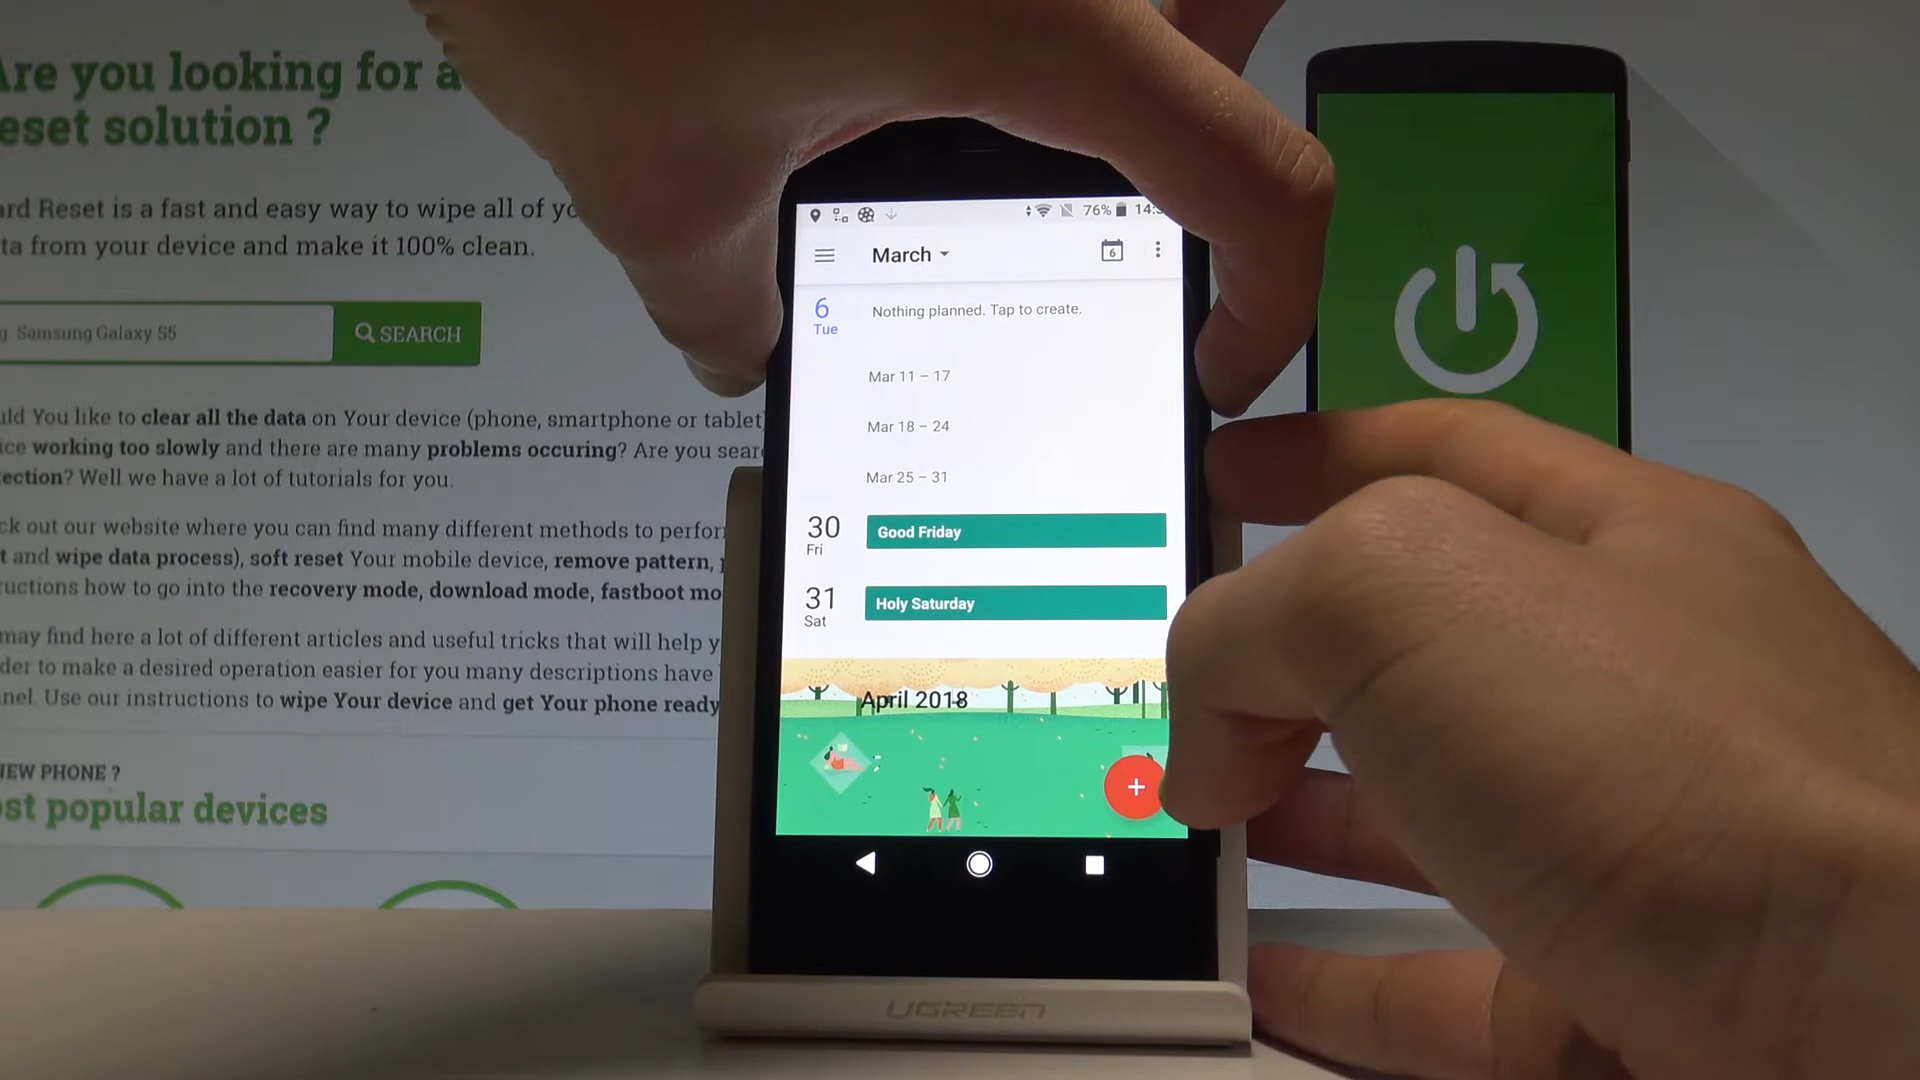 Are you looking for a
eset solution ?
ard Reset is a fast and easy way to wipe all of yo
ta from your device and make it 100% clean.
g. Samsung Galaxy S5
SEARCH
uld You like to clear all the data on Your device (phone, smartphone or tablet)
ice working too slowly and there are many problems occuring? Are you sear
ection? Well we have a lot of tutorials for you.
ck out our website where you can find many different methods to perfor
t and wipe data process), soft reset Your mobile device, remove pattern,
ructions how to go into the recovery mode, download mode, fastboot mo
may find here a lot of different articles and useful tricks that will help y
der to make a desired operation easier for you many descriptions have
nel. Use our instructions to wipe Your device and get Your phone ready
NEW PHONE ?
ost popular devices
76% 14:
March
6
6
Tue
Nothing planned. Tap to create.
Mar 11 – 17
Mar 18 – 24
Mar 25 – 31
30
Fri
Good Friday
31
Sat
Holy Saturday
April 2018
+
UGREEN